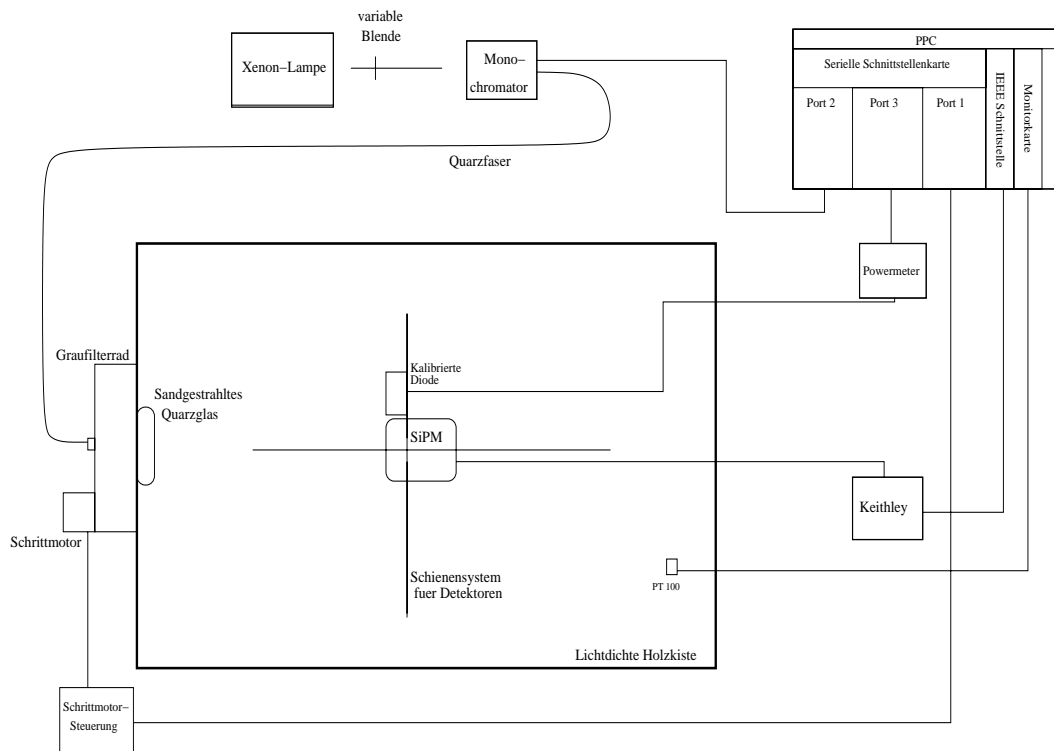 variable
Blende
Xenon–Lampe
Mono–
chromator
PPC
Serielle Schnittstellenkarte
Port 2
Port 3
Port 1
IEEE Schnittstelle
Monitorkarte
Quarzfaser
Powermeter
Graufilterrad
Sandgestrahltes
Quarzglas
Kalibrierte
Diode
SiPM
Keithley
Schrittmotor
Schienensystem
fuer Detektoren
PT 100
Lichtdichte Holzkiste
Schrittmotor–
Steuerung